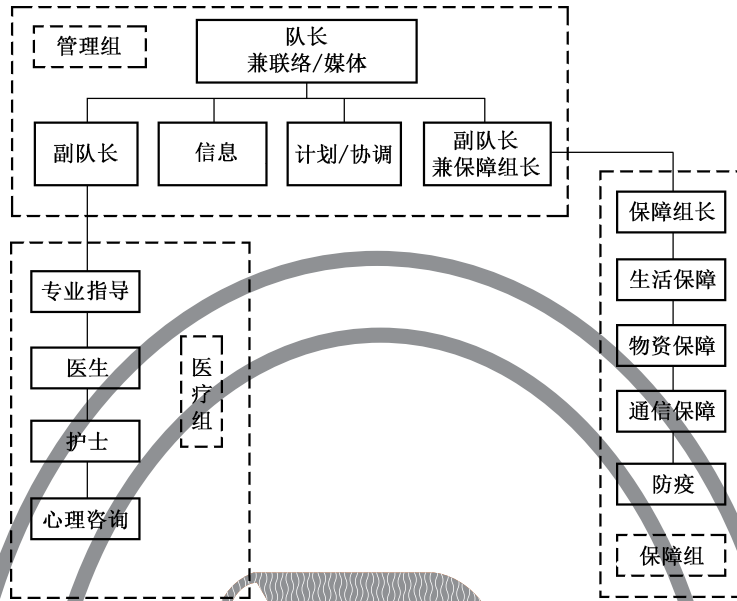 管理组
队长
兼联络/媒体
副队长
信息
计划/协调
副队长
兼保障组长
专业指导
医生
护士
心理咨询
医
疗
组
保障组长
生活保障
物资保障
通信保障
防疫
保障组